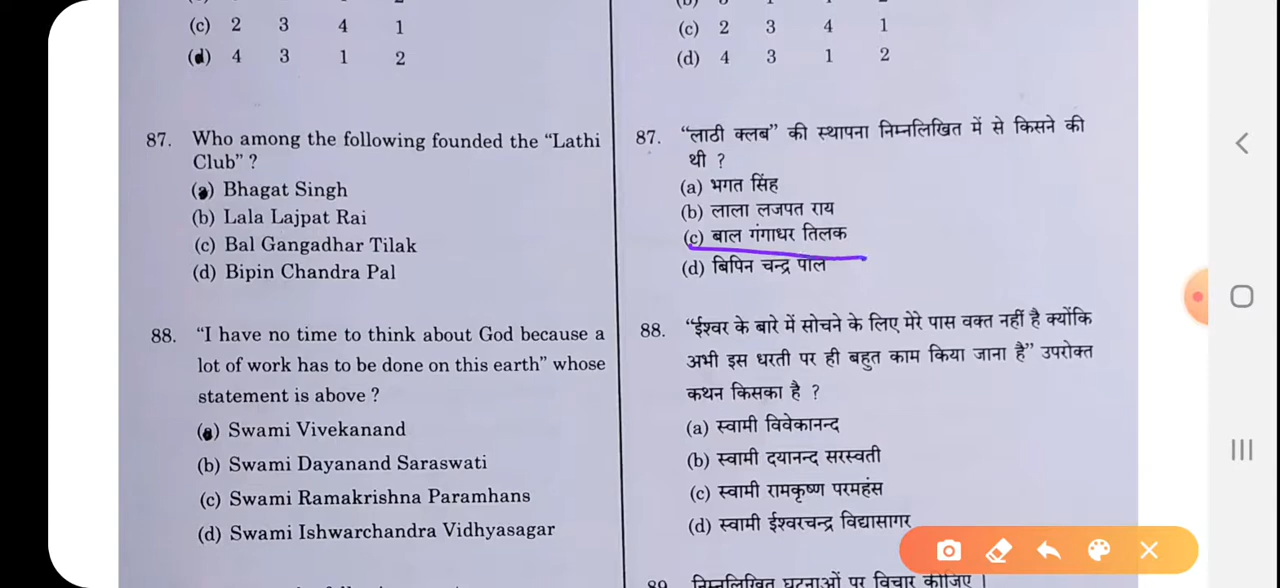 (c) 2 3 4 1
(d) 4 3 1 2
87. Who among the following founded the "Lathi
Club" ?
(a) Bhagat Singh
(b) Lala Lajpat Rai
(c) Bal Gangadhar Tilak
(d) Bipin Chandra Pal
88. "I have no time to think about God because a
lot of work has to be done on this earth" whose
statement is above ?
(a) Swami Vivekanand
(b) Swami Dayanand Saraswati
(c) Swami Ramakrishna Paramhans
(d) Swami Ishwarchandra Vidhyasagar
(c) 2 3 4 1
(d) 4 3 1 2
87. "लाठी क्लब" की स्थापना निम्नलिखित में से किसने की
थी ?
(a) भगत सिंह
(b) लाला लजपत राय
(c) बाल गंगाधर तिलक
(d) बिपिन चन्द्र पाल
88. "ईश्वर के बारे में सोचने के लिए मेरे पास वक्त नहीं है क्योंकि
अभी इस धरती पर ही बहुत काम किया जाना है" उपरोक्त
कथन किसका है ?
(a) स्वामी विवेकानन्द
(b) स्वामी दयानन्द सरस्वती
(c) स्वामी रामकृष्ण परमहंस
(d) स्वामी ईश्वरचन्द्र विद्यासागर
89. निम्नलिखित घटनाओं पर विचार कीजिए |